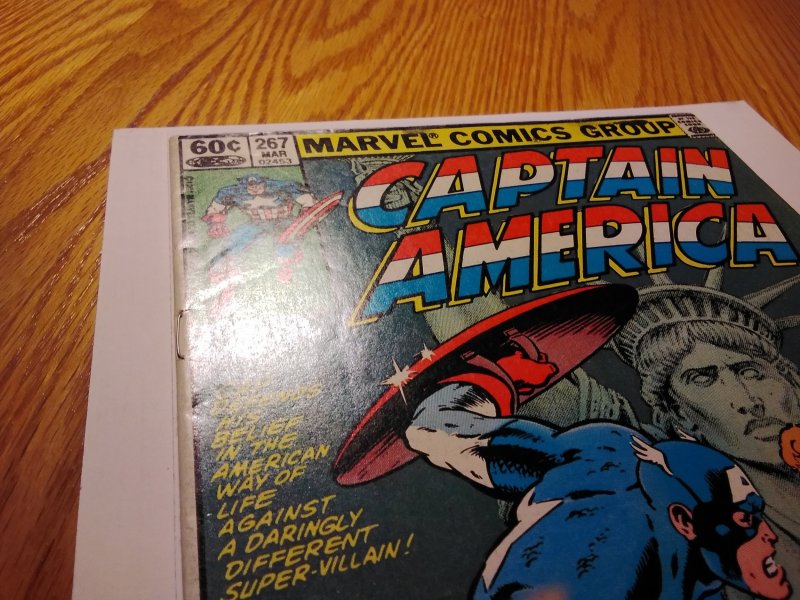 60¢
267
MAR
02453
MARVEL® COMICS GROUP
CAPTAIN
AMERICA
HIS
BELIEF
IN THE
AMERICAN
WAY OF
LIFE
AGAINST
A DARINGLY
DIFFERENT
SUPER-VILLAIN!